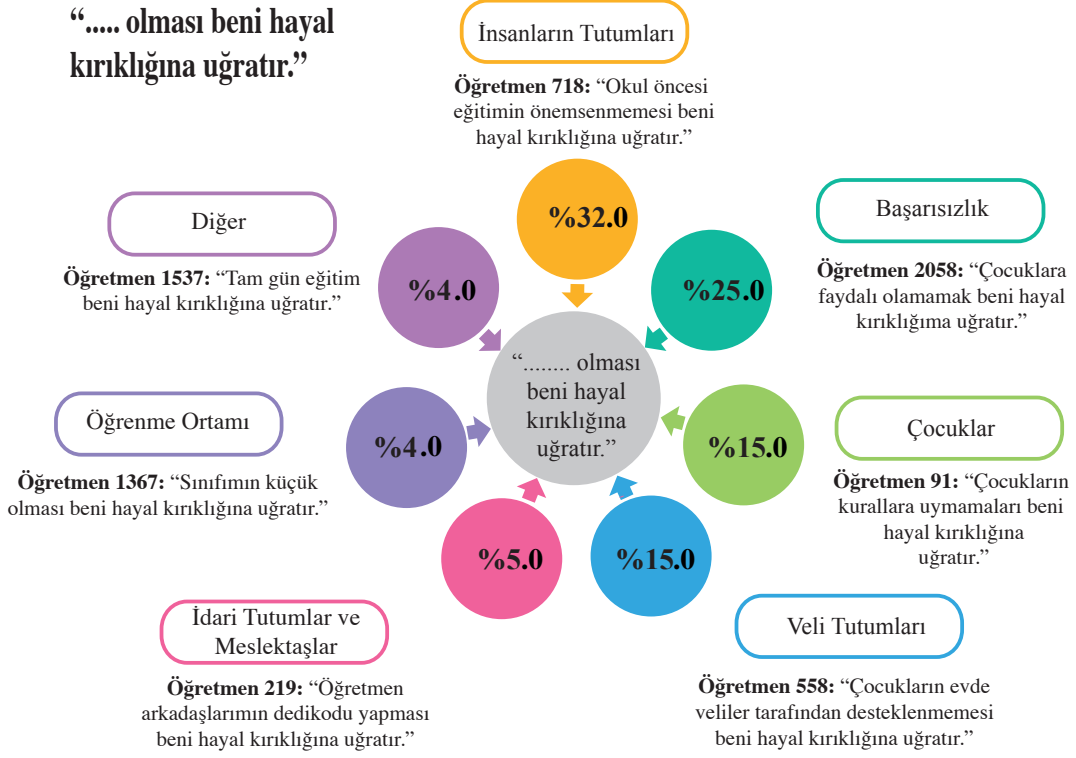 “..... olması beni hayal
kırıklığına uğratır.”
İnsanların Tutumları
Öğretmen 718: “Okul öncesi
eğitimin önemsenmemesi beni
hayal kırıklığına uğratır.”
%32.0
Başarısızlık
Öğretmen 2058: “Çocuklara
faydalı olamamak beni hayal
kırıklığıma uğratır.”
%25.0
Çocuklar
Öğretmen 91: “Çocukların
kurallara uymamaları beni
hayal kırıklığına
uğratır.”
%15.0
Veli Tutumları
Öğretmen 558: “Çocukların evde
veliler tarafından desteklenmemesi
beni hayal kırıklığına uğratır.”
%15.0
İdari Tutumlar ve
Meslektaşlar
Öğretmen 219: “Öğretmen
arkadaşlarımın dedikodu yapması
beni hayal kırıklığına uğratır.”
%5.0
Öğrenme Ortamı
Öğretmen 1367: “Sınıfımın küçük
olması beni hayal kırıklığına uğratır.”
%4.0
Diğer
Öğretmen 1537: “Tam gün eğitim
beni hayal kırıklığına uğratır.”
%4.0
“........ olması
beni hayal
kırıklığına
uğratır.”